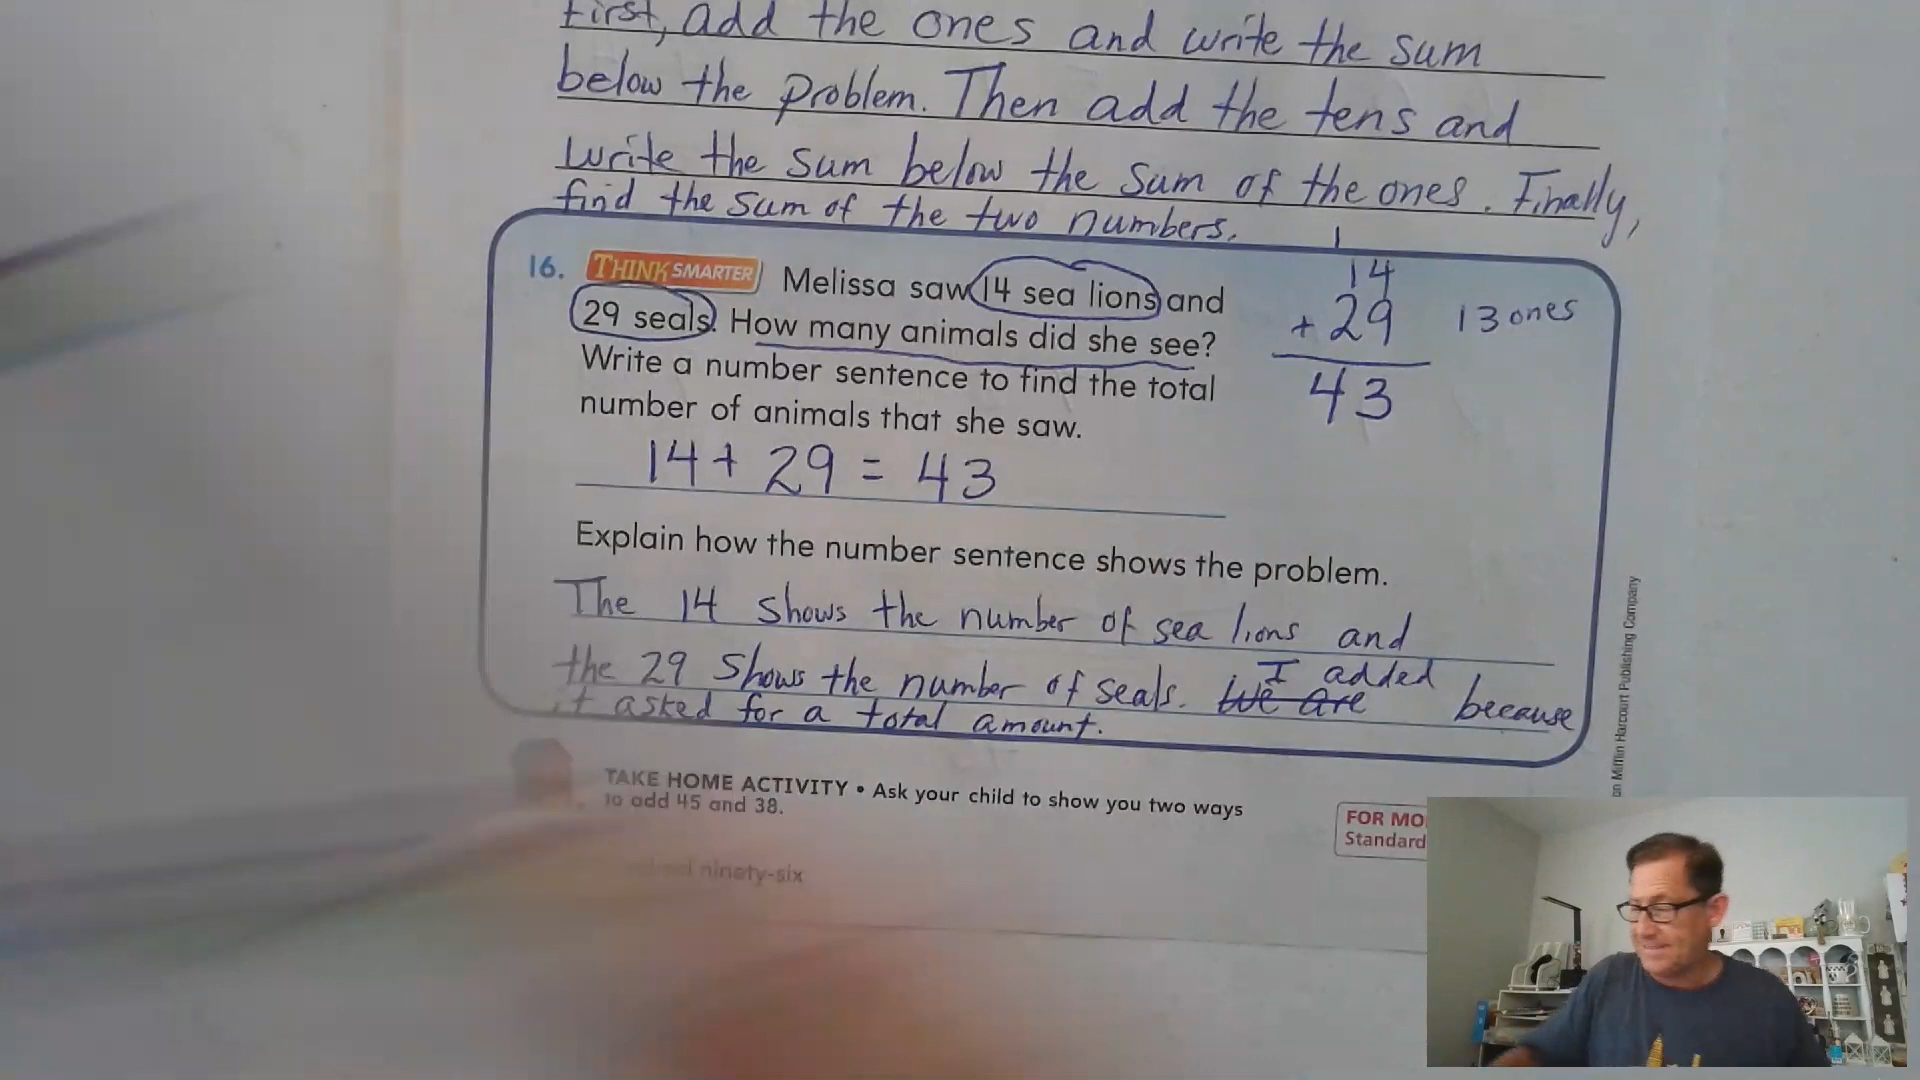 First, add the ones and write the sum
below the problem. Then add the tens and
write the sum below the sum of the ones. Finally,
find the sum of the two numbers.
16. THINK SMARTER Melissa saw 14 sea lions and
29 seals. How many animals did she see?
Write a number sentence to find the total
number of animals that she saw.
1
14
+ 29 13 ones
43
14 + 29 = 43
Explain how the number sentence shows the problem.
The 14 shows the number of sea lions and
the 29 shows the number of seals. We are I added because
it asked for a total amount.
TAKE HOME ACTIVITY • Ask your child to show you two ways
to add 45 and 38.
FOR MO
Standard
ninety-six
Mifflin Harcourt Publishing Company